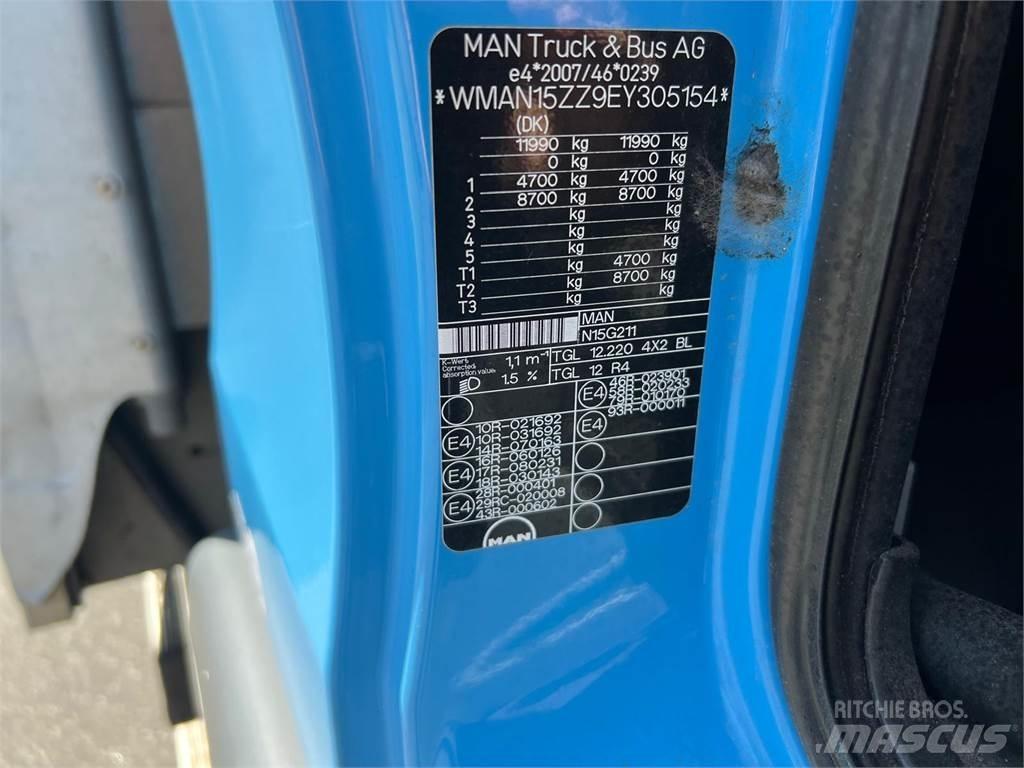 MAN Truck & Bus AG
e4*2007/46*0239
*WMAN15ZZ9EY305154*
(DK)
11990 kg 11990 kg
0 kg 0 kg
1 4700 kg 4700 kg
2 8700 kg 8700 kg
3 kg kg
4 kg kg
5 kg kg
T1 kg 4700 kg
T2 kg 8700 kg
T3 kg kg
MAN
N15G211
K-Wert 1,1 m⁻¹ TGL 12.220 4X2 BL
Corrected absorption value 1.5 % TGL 12 R4
E4 46R-023901
58R-020233
010170
93R-000011
E4
10R-021692
E4 10R-031692
14R-070163
16R-060126
E4 17R-080231
18R-030143
28R-000401
E4 29RC-020008
43R-000602
MAN
RITCHIE BROS.
MASCUS